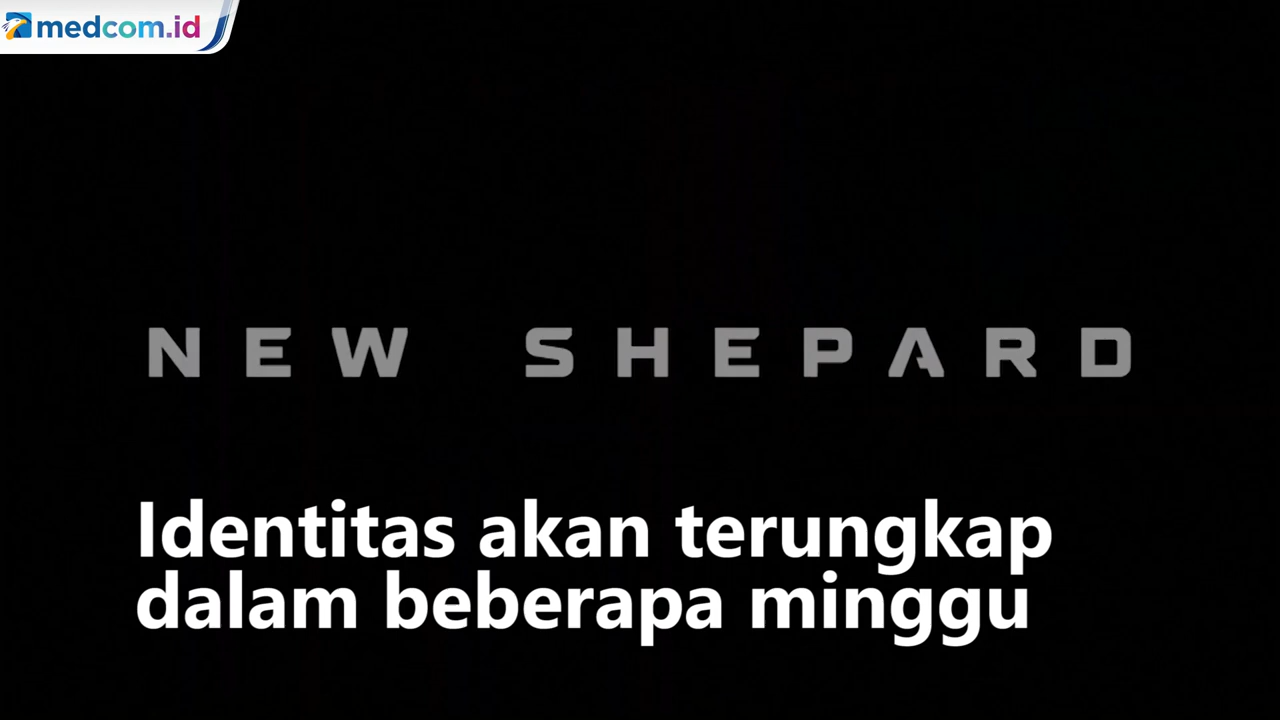 medcom.id
NEW SHEPARD
Identitas akan terungkap
dalam beberapa minggu